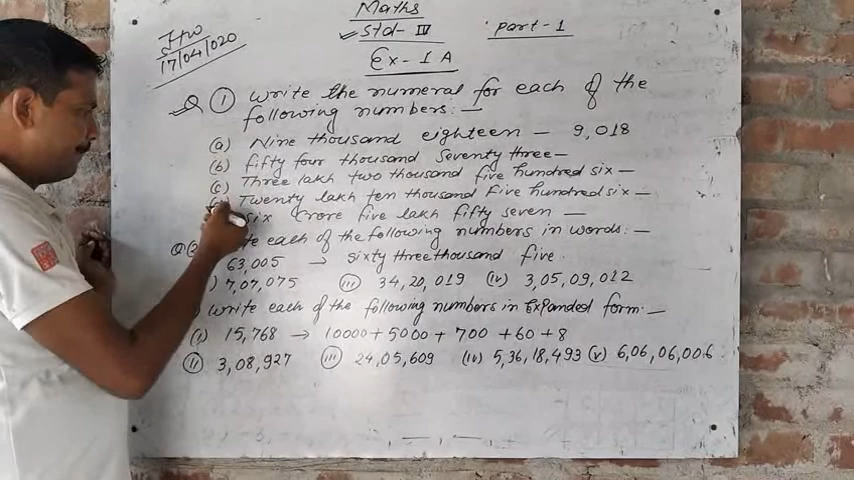 Maths
Std - IV
part - 1
Ex - 1 A
17/04/020
Q 1 Write the numeral for each of the
following numbers: —
(a) Nine thousand eighteen — 9,018
(b) fifty four thousand Seventy three —
(c) Three lakh two thousand five hundred six —
Twenty lakh ten thousand Five hundred six —
six Crore five lakh fifty seven —
each of the following numbers in words: —
63,005 → sixty three thousand five.
) 7,07,075 (iii) 34,20,019 (iv) 3,05,09,012
write each of the following numbers in Expanded form: —
(i) 15,768 → 10000 + 5000 + 700 + 60 + 8
(ii) 3,08,927 (iii) 24,05,609 (iv) 5,36,18,493 (v) 6,06,06,006